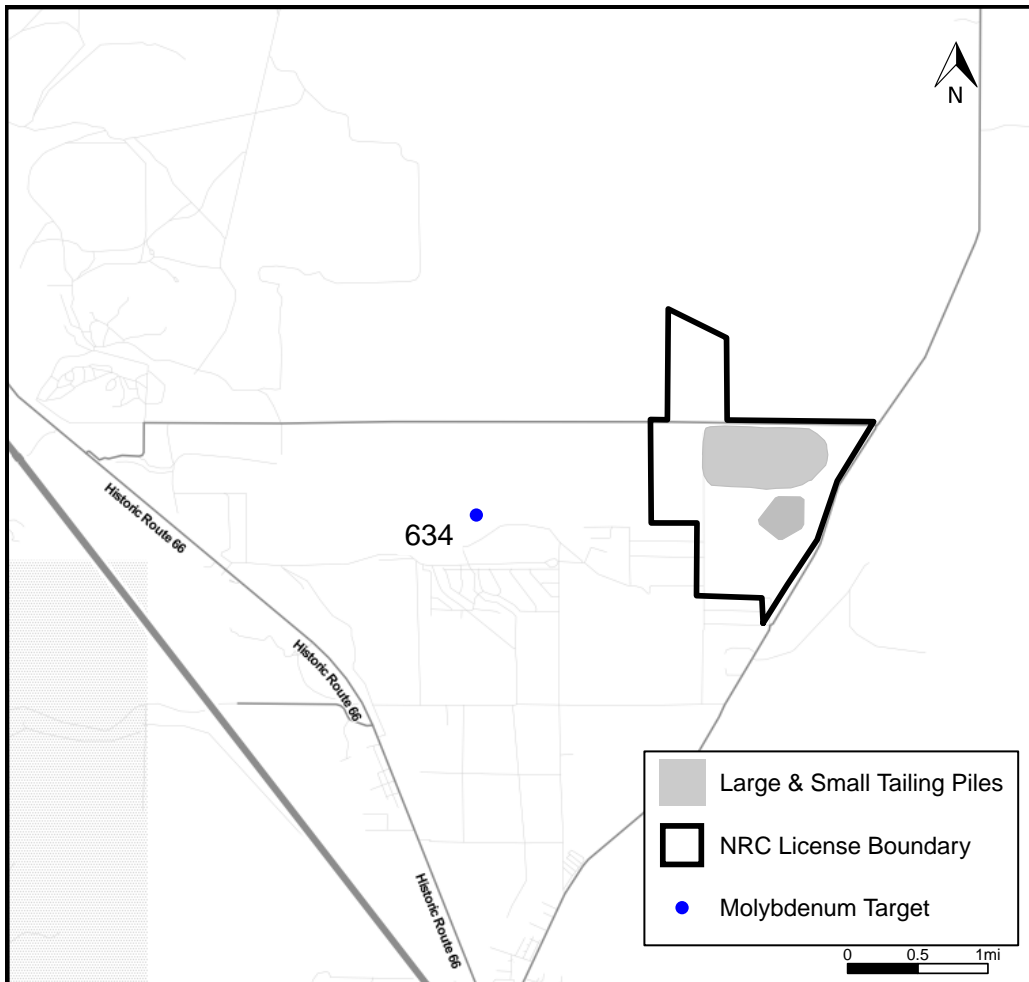 N
634
Historic Route 66
Historic Route 66
Historic Route 66
Large & Small Tailing Piles
NRC License Boundary
Molybdenum Target
0 0.5 1mi